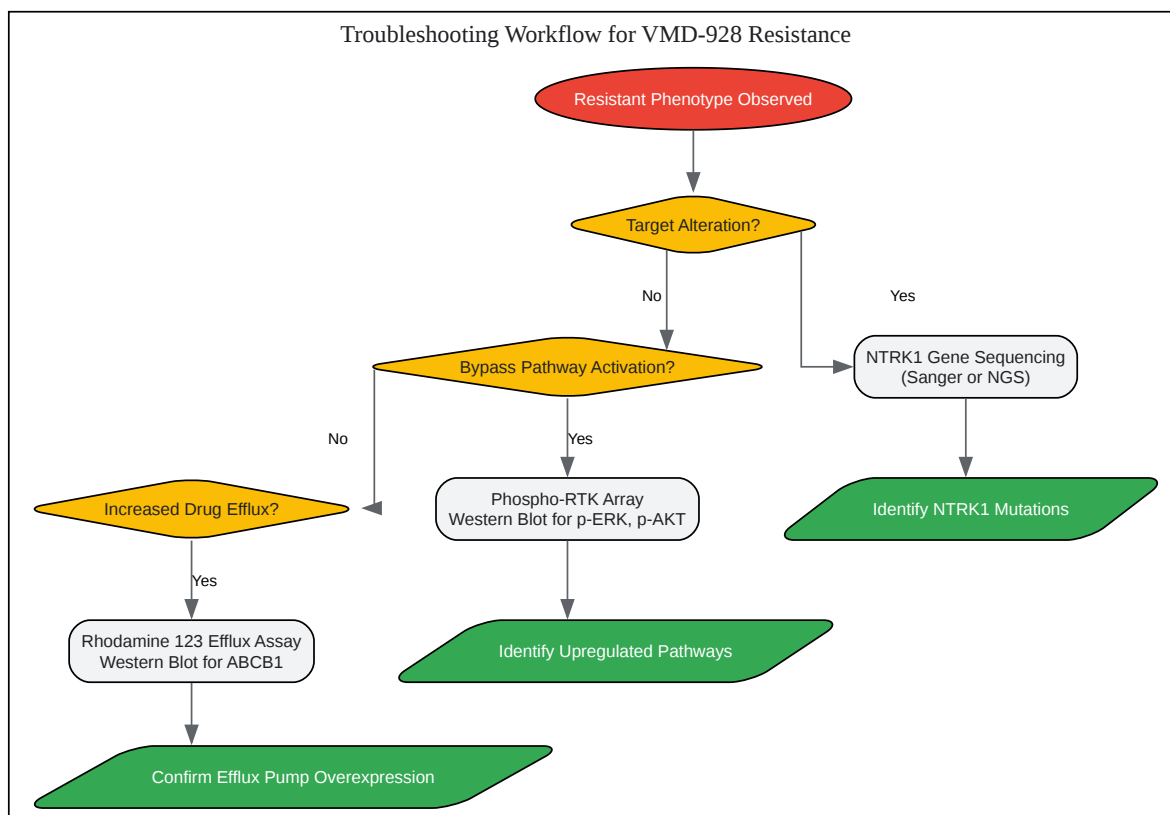 Troubleshooting Workflow for VMD-928 Resistance
Resistant Phenotype Observed
Target Alteration?
No
Yes
Bypass Pathway Activation?
NTRK1 Gene Sequencing
(Sanger or NGS)
No
Yes
Increased Drug Efflux?
Phospho-RTK Array
Western Blot for p-ERK, p-AKT
Identify NTRK1 Mutations
Yes
Rhodamine 123 Efflux Assay
Western Blot for ABCB1
Identify Upregulated Pathways
Confirm Efflux Pump Overexpression